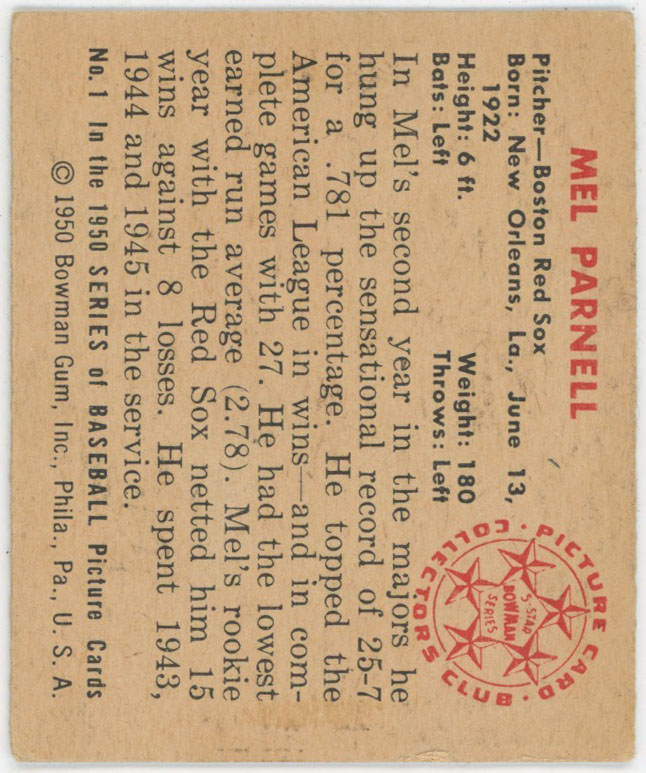 MEL PARNELL
Pitcher—Boston Red Sox
Born: New Orleans, La., June 13,
1922
Height: 6 ft. Weight: 180
Bats: Left Throws: Left
PICTURE CARD · COLLECTORS CLUB ·
5-STAR
BOWMAN
SERIES
In Mel's second year in the majors he
hung up the sensational record of 25-7
for a .781 percentage. He topped the
American League in wins—and in com-
plete games with 27. He had the lowest
earned run average (2.78). Mel's rookie
year with the Red Sox netted him 15
wins against 8 losses. He spent 1943,
1944 and 1945 in the service.
No. 1 In the 1950 SERIES of BASEBALL Picture Cards
© 1950 Bowman Gum, Inc., Phila., Pa., U. S. A.